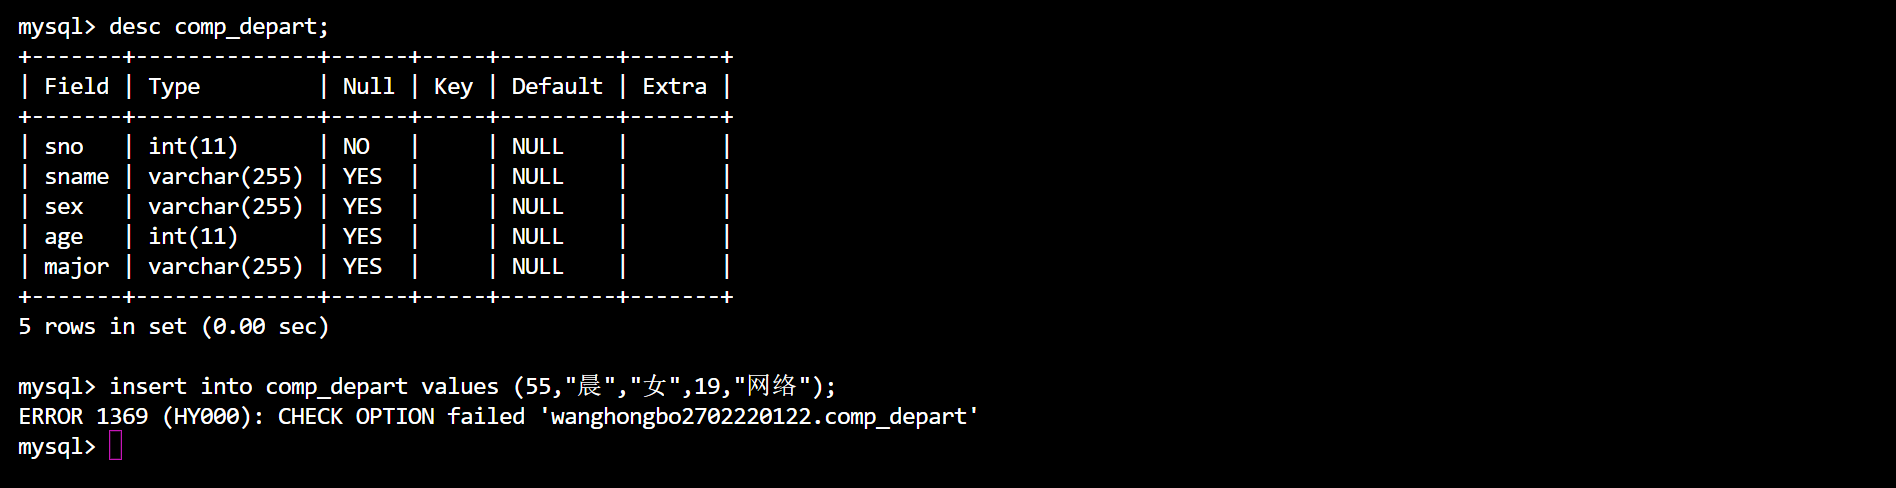 mysql> desc comp_depart;
+-------+--------------+------+-----+---------+-------+
| Field | Type         | Null | Key | Default | Extra |
+-------+--------------+------+-----+---------+-------+
| sno   | int(11)      | NO   |     | NULL    |       |
| sname | varchar(255) | YES  |     | NULL    |       |
| sex   | varchar(255) | YES  |     | NULL    |       |
| age   | int(11)      | YES  |     | NULL    |       |
| major | varchar(255) | YES  |     | NULL    |       |
+-------+--------------+------+-----+---------+-------+
5 rows in set (0.00 sec)
mysql> insert into comp_depart values (55,"晨","女",19,"网络");
ERROR 1369 (HY000): CHECK OPTION failed 'wanghongbo2702220122.comp_depart'
mysql>